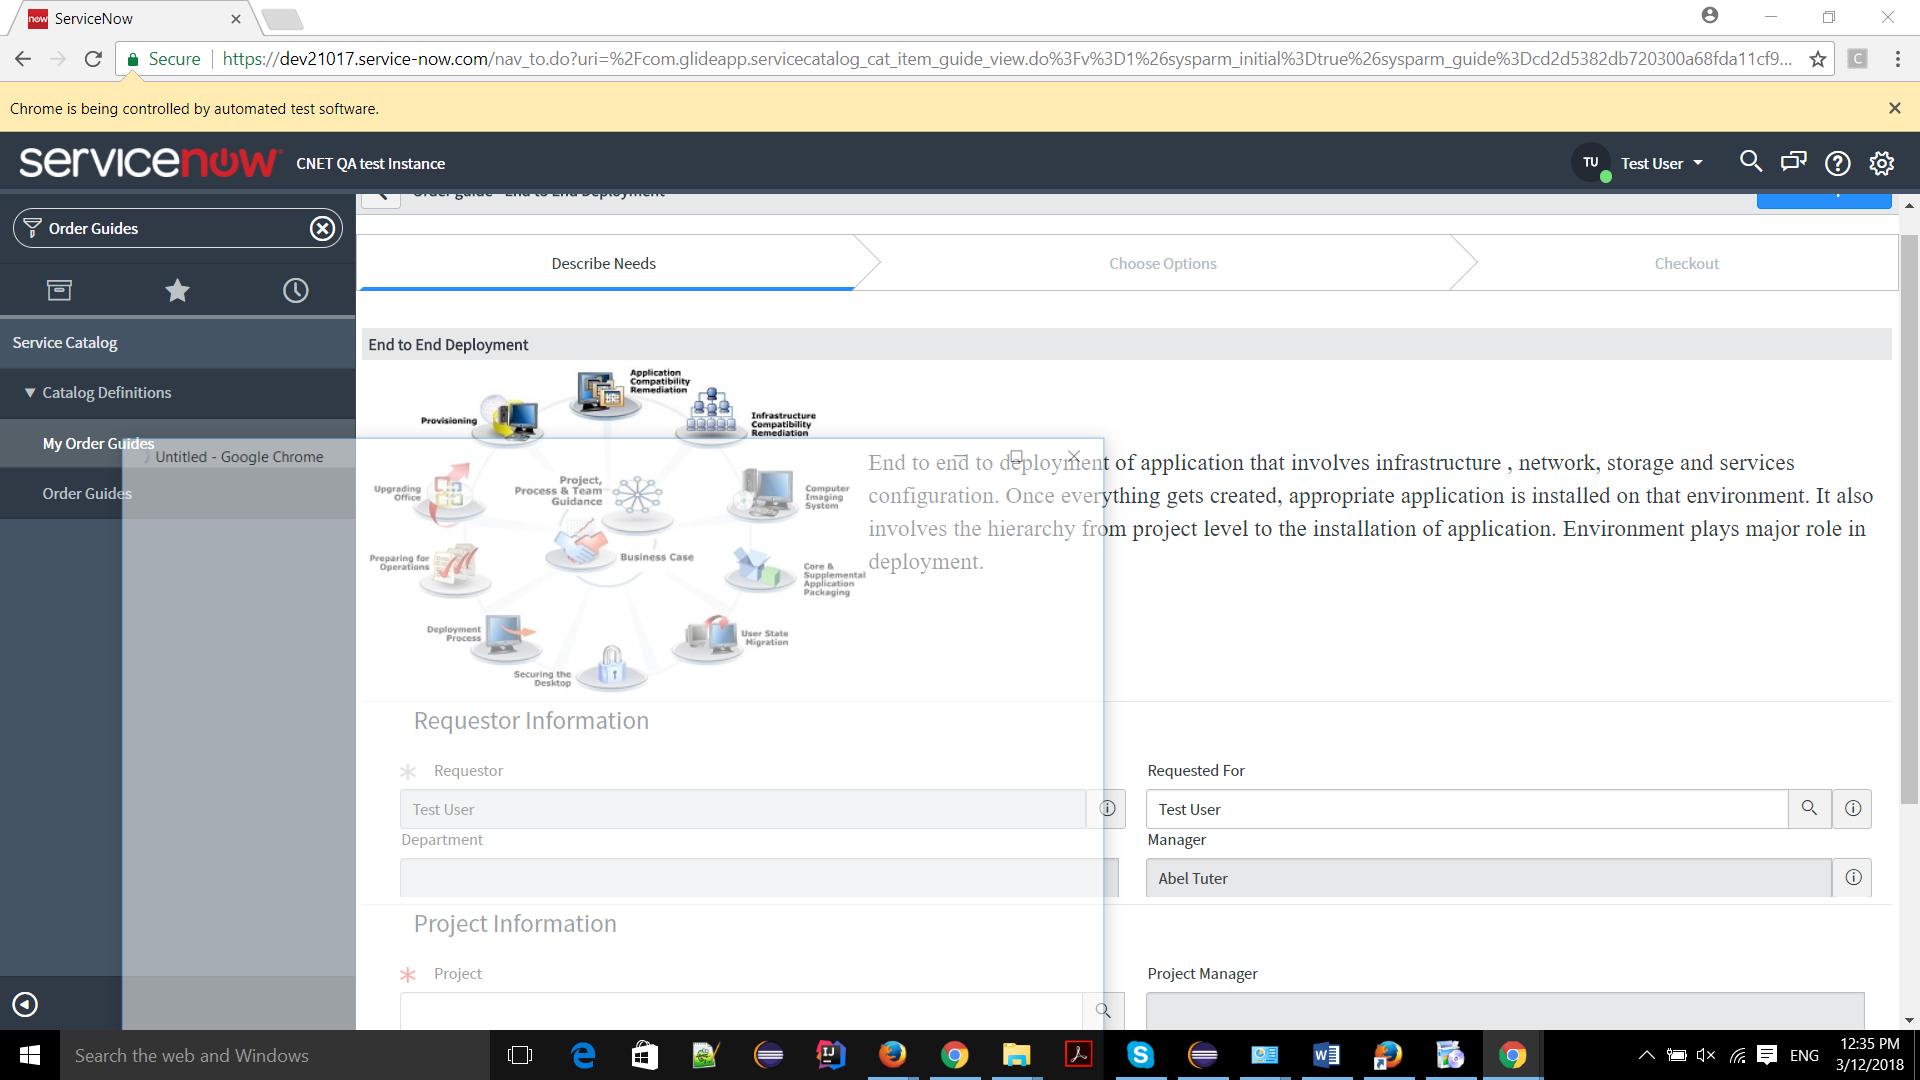 now ServiceNow
Secure https://dev21017.service-now.com/nav_to.do?uri=%2Fcom.glideapp.servicecatalog_cat_item_guide_view.do%3Fv%3D1%26sysparm_initial%3Dtrue%26sysparm_guide%3Dcd2d5382db720300a68fda11cf9... C
Chrome is being controlled by automated test software.
servicenow CNET QA test Instance
TU Test User
Order guide - End to End Deployment
Order Guides
Describe Needs Choose Options Checkout
Service Catalog
End to End Deployment
Catalog Definitions
My Order Guides
Untitled - Google Chrome
Order Guides
Application
Compatibility
Remediation
Provisioning
Infrastructure
Compatibility
Remediation
Upgrading
Office
Project,
Process & Team
Guidance
Computer
Imaging
System
Preparing for
Operations
Business Case
Core &
Supplemental
Application
Packaging
Deployment
Process
User State
Migration
Securing the
Desktop
End to end to deployment of application that involves infrastructure , network, storage and services
configuration. Once everything gets created, appropriate application is installed on that environment. It also
involves the hierarchy from project level to the installation of application. Environment plays major role in
deployment.
Requestor Information
Requestor Requested For
Test User Test User
Department Manager
Abel Tuter
Project Information
Project Project Manager
Search the web and Windows
ENG
12:35 PM
3/12/2018